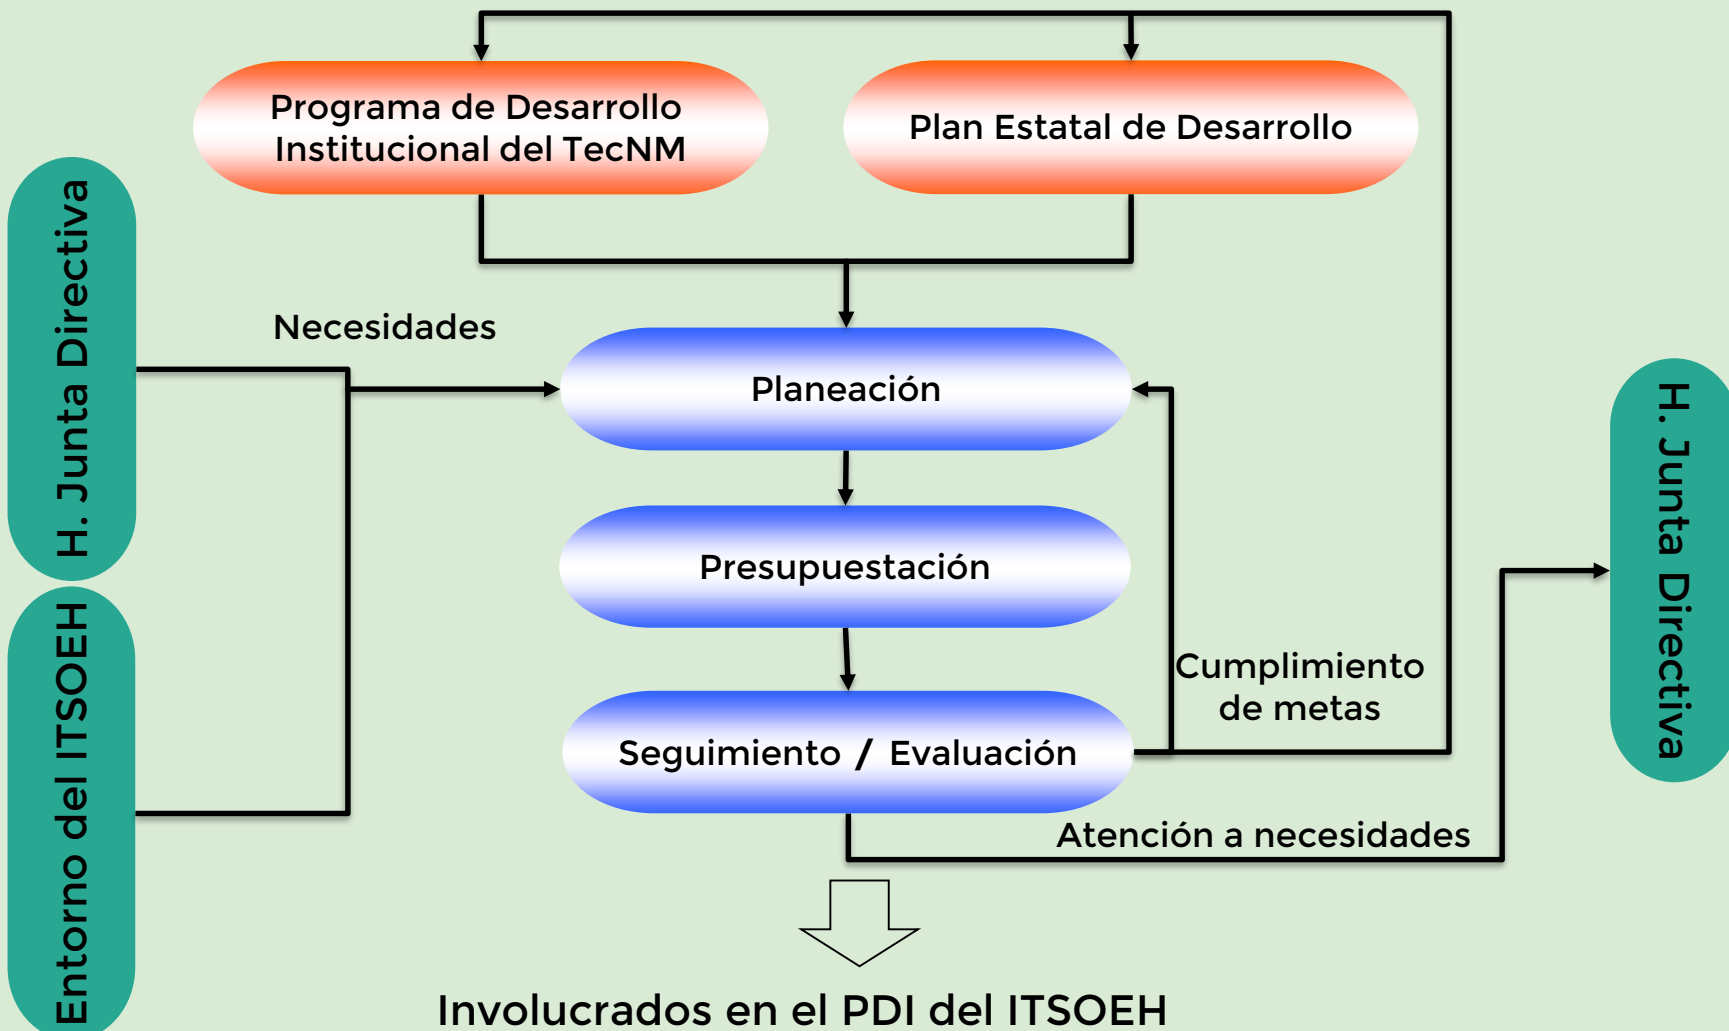 Programa de Desarrollo
Institucional del TecNM
Plan Estatal de Desarrollo
H. Junta Directiva
Necesidades
Planeación
H. Junta Directiva
Presupuestación
Entorno del ITSOEH
Cumplimiento
de metas
Seguimiento / Evaluación
Atención a necesidades
Involucrados en el PDI del ITSOEH